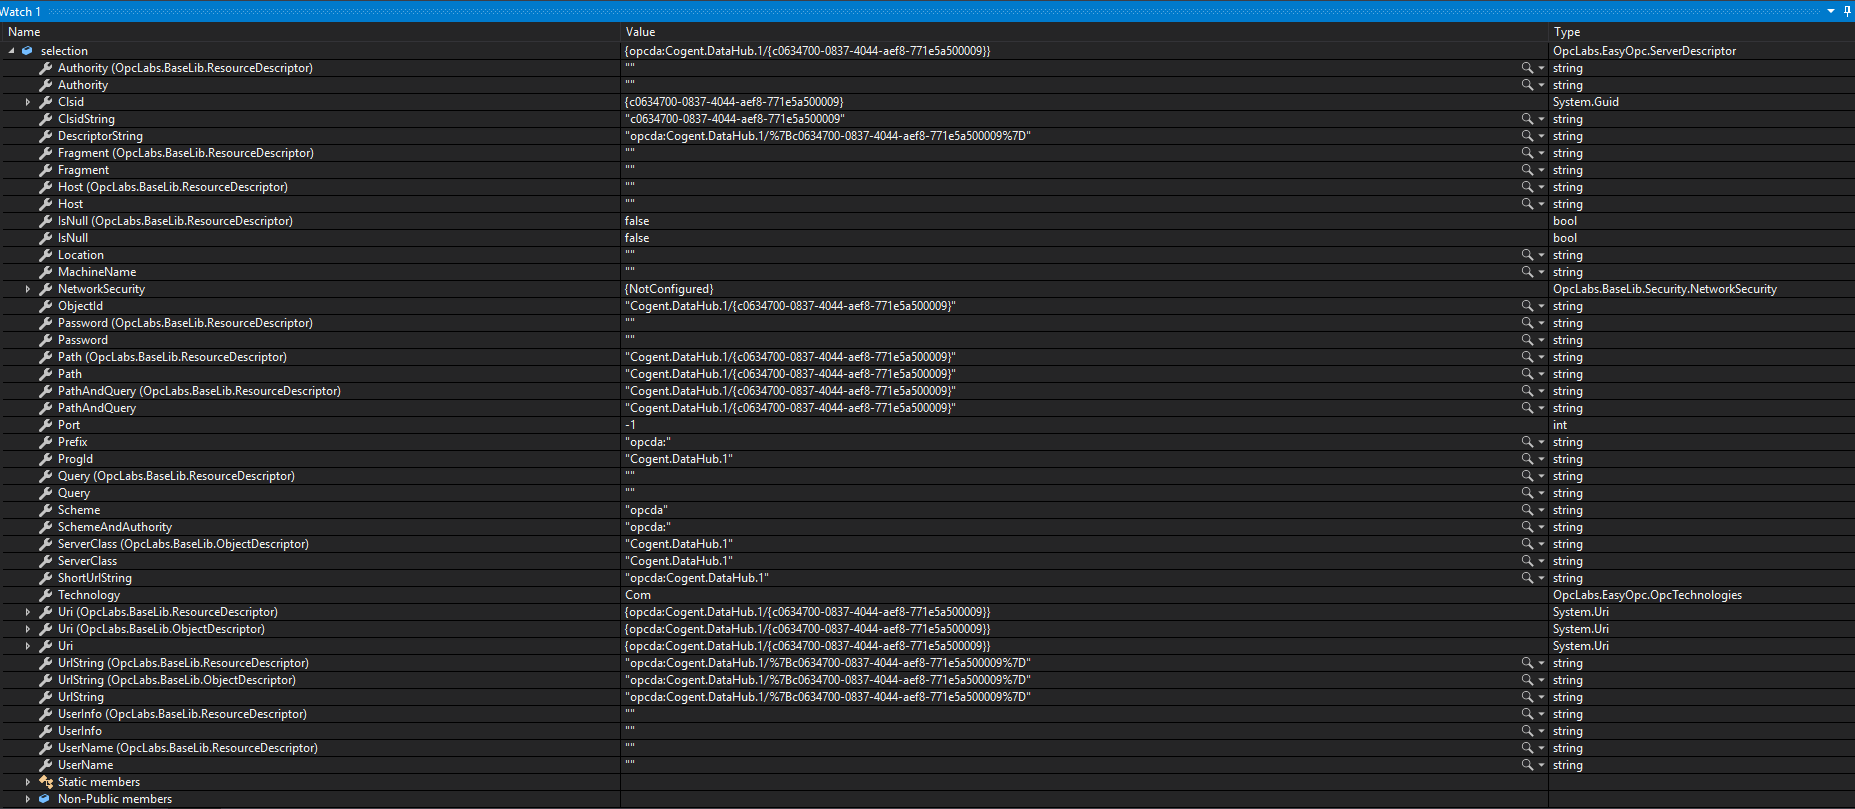 Watch 1
Name Value Type
selection {opcda:Cogent.DataHub.1/{c0634700-0837-4044-aef8-771e5a500009}} OpcLabs.EasyOpc.ServerDescriptor
Authority (OpcLabs.BaseLib.ResourceDescriptor) "" string
Authority "" string
Clsid {c0634700-0837-4044-aef8-771e5a500009} System.Guid
ClsidString "c0634700-0837-4044-aef8-771e5a500009" string
DescriptorString "opcda:Cogent.DataHub.1/%7Bc0634700-0837-4044-aef8-771e5a500009%7D" string
Fragment (OpcLabs.BaseLib.ResourceDescriptor) "" string
Fragment "" string
Host (OpcLabs.BaseLib.ResourceDescriptor) "" string
Host "" string
IsNull (OpcLabs.BaseLib.ResourceDescriptor) false bool
IsNull false bool
Location "" string
MachineName "" string
NetworkSecurity {NotConfigured} OpcLabs.BaseLib.Security.NetworkSecurity
ObjectId "Cogent.DataHub.1/{c0634700-0837-4044-aef8-771e5a500009}" string
Password (OpcLabs.BaseLib.ResourceDescriptor) "" string
Password "" string
Path (OpcLabs.BaseLib.ResourceDescriptor) "Cogent.DataHub.1/{c0634700-0837-4044-aef8-771e5a500009}" string
Path "Cogent.DataHub.1/{c0634700-0837-4044-aef8-771e5a500009}" string
PathAndQuery (OpcLabs.BaseLib.ResourceDescriptor) "Cogent.DataHub.1/{c0634700-0837-4044-aef8-771e5a500009}" string
PathAndQuery "Cogent.DataHub.1/{c0634700-0837-4044-aef8-771e5a500009}" string
Port -1 int
Prefix "opcda:" string
ProgId "Cogent.DataHub.1" string
Query (OpcLabs.BaseLib.ResourceDescriptor) "" string
Query "" string
Scheme "opcda" string
SchemeAndAuthority "opcda:" string
ServerClass (OpcLabs.BaseLib.ObjectDescriptor) "Cogent.DataHub.1" string
ServerClass "Cogent.DataHub.1" string
ShortUrlString "opcda:Cogent.DataHub.1" string
Technology Com OpcLabs.EasyOpc.OpcTechnologies
Uri (OpcLabs.BaseLib.ResourceDescriptor) {opcda:Cogent.DataHub.1/{c0634700-0837-4044-aef8-771e5a500009}} System.Uri
Uri (OpcLabs.BaseLib.ObjectDescriptor) {opcda:Cogent.DataHub.1/{c0634700-0837-4044-aef8-771e5a500009}} System.Uri
Uri {opcda:Cogent.DataHub.1/{c0634700-0837-4044-aef8-771e5a500009}} System.Uri
UrlString (OpcLabs.BaseLib.ResourceDescriptor) "opcda:Cogent.DataHub.1/%7Bc0634700-0837-4044-aef8-771e5a500009%7D" string
UrlString (OpcLabs.BaseLib.ObjectDescriptor) "opcda:Cogent.DataHub.1/%7Bc0634700-0837-4044-aef8-771e5a500009%7D" string
UrlString "opcda:Cogent.DataHub.1/%7Bc0634700-0837-4044-aef8-771e5a500009%7D" string
UserInfo (OpcLabs.BaseLib.ResourceDescriptor) "" string
UserInfo "" string
UserName (OpcLabs.BaseLib.ResourceDescriptor) "" string
UserName "" string
Static members
Non-Public members